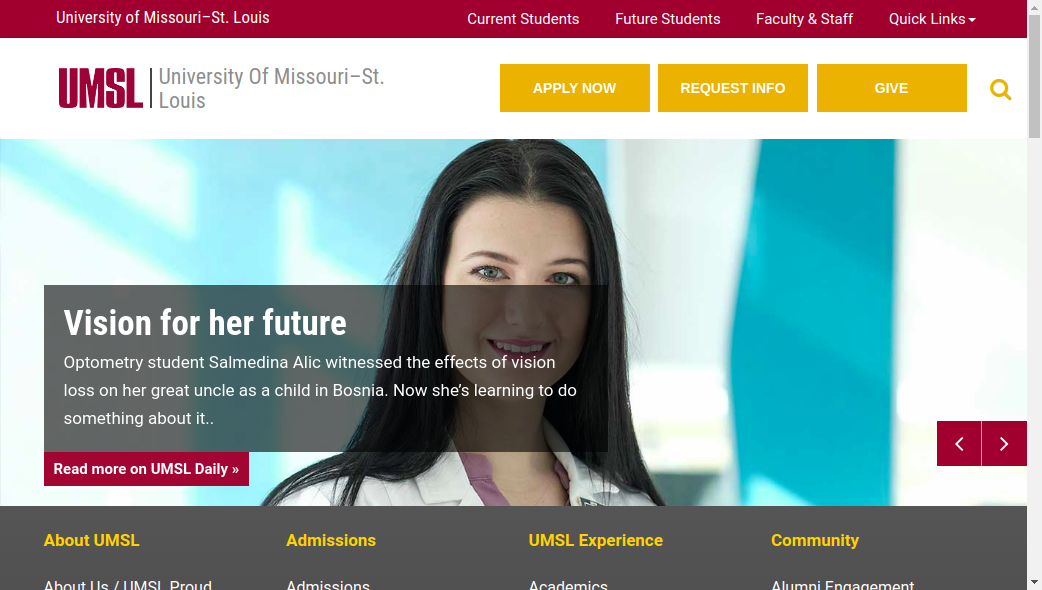 University of Missouri–St. Louis
Current Students
Future Students
Faculty & Staff
Quick Links
UMSL
University Of Missouri–St.
Louis
APPLY NOW
REQUEST INFO
GIVE
Vision for her future
Optometry student Salmedina Alic witnessed the effects of vision
loss on her great uncle as a child in Bosnia. Now she's learning to do
something about it..
Read more on UMSL Daily »
About UMSL
Admissions
UMSL Experience
Community
About Us / UMSL Proud
Admissions
Academics
Alumni Engagement